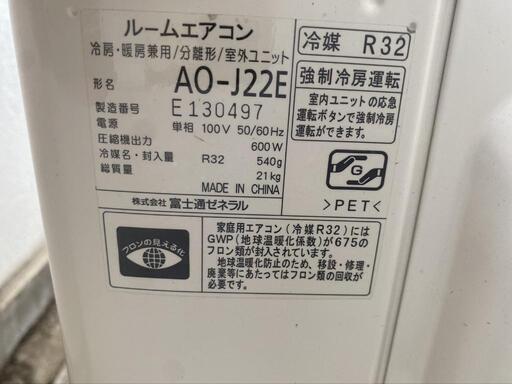 ルームエアコン
冷房・暖房兼用/分離形/室外ユニット
形名 AO-J22E
製造番号 E130497
電源 単相 100V 50/60Hz
圧縮機出力 600W
冷媒名・封入量 R32 540g
総質量 21kg
MADE IN CHINA
株式会社 富士通ゼネラル
冷媒 R32
強制冷房運転
室内ユニットの応急
運転ボタンで強制冷房
運転ができます。
G
>PET<
フロンの見える化
家庭用エアコン(冷媒R32)には
GWP(地球温暖化係数)が675の
フロン類が封入されています。
地球温暖化防止のため、移設・修理・
廃棄等にあたってはフロン類の回収が
必要です。